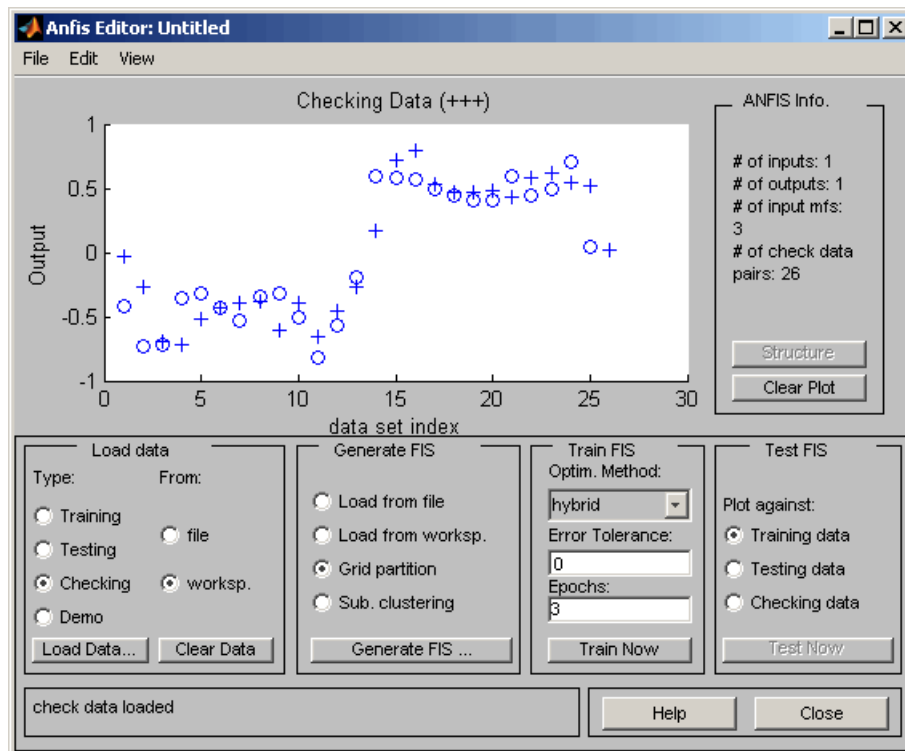 Anfis Editor: Untitled
File Edit View
Checking Data (+++)
1
0.5
0
-0.5
-1
Output
0 5 10 15 20 25 30
data set index
ANFIS Info.
# of inputs: 1
# of outputs: 1
# of input mfs:
3
# of check data
pairs: 26
Structure
Clear Plot
Load data
Type: From:
Training
file
Testing
Checking
worksp.
Demo
Load Data... Clear Data
Generate FIS
Load from file
Load from worksp.
Grid partition
Sub. clustering
Generate FIS ...
Train FIS
Optim. Method:
hybrid
Error Tolerance:
0
Epochs:
3
Train Now
Test FIS
Plot against:
Training data
Testing data
Checking data
Test Now
check data loaded
Help
Close